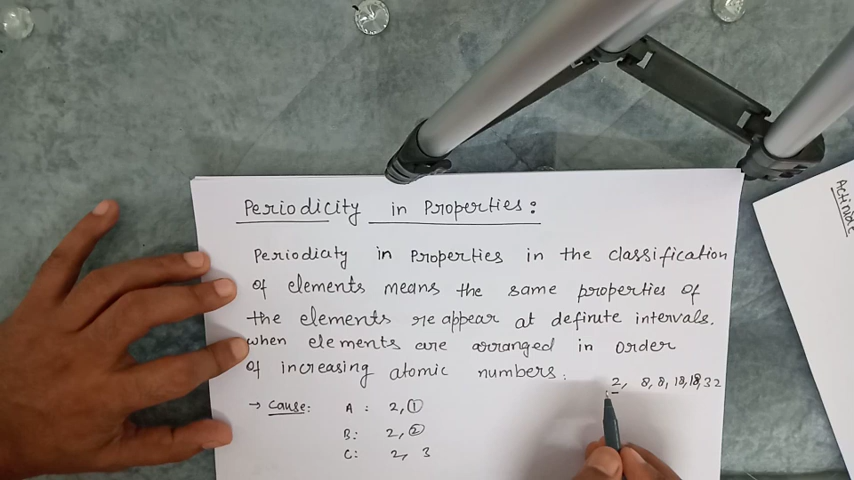 Periodicity in Properties:
Periodicity in Properties in the classification
of elements means the same properties of
the elements re appear at definite intervals.
when elements are arranged in order
of increasing atomic numbers:
2, 8, 8, 18, 18, 32
→ Cause: A : 2, 1
B: 2, 2
C: 2, 3
Actinide